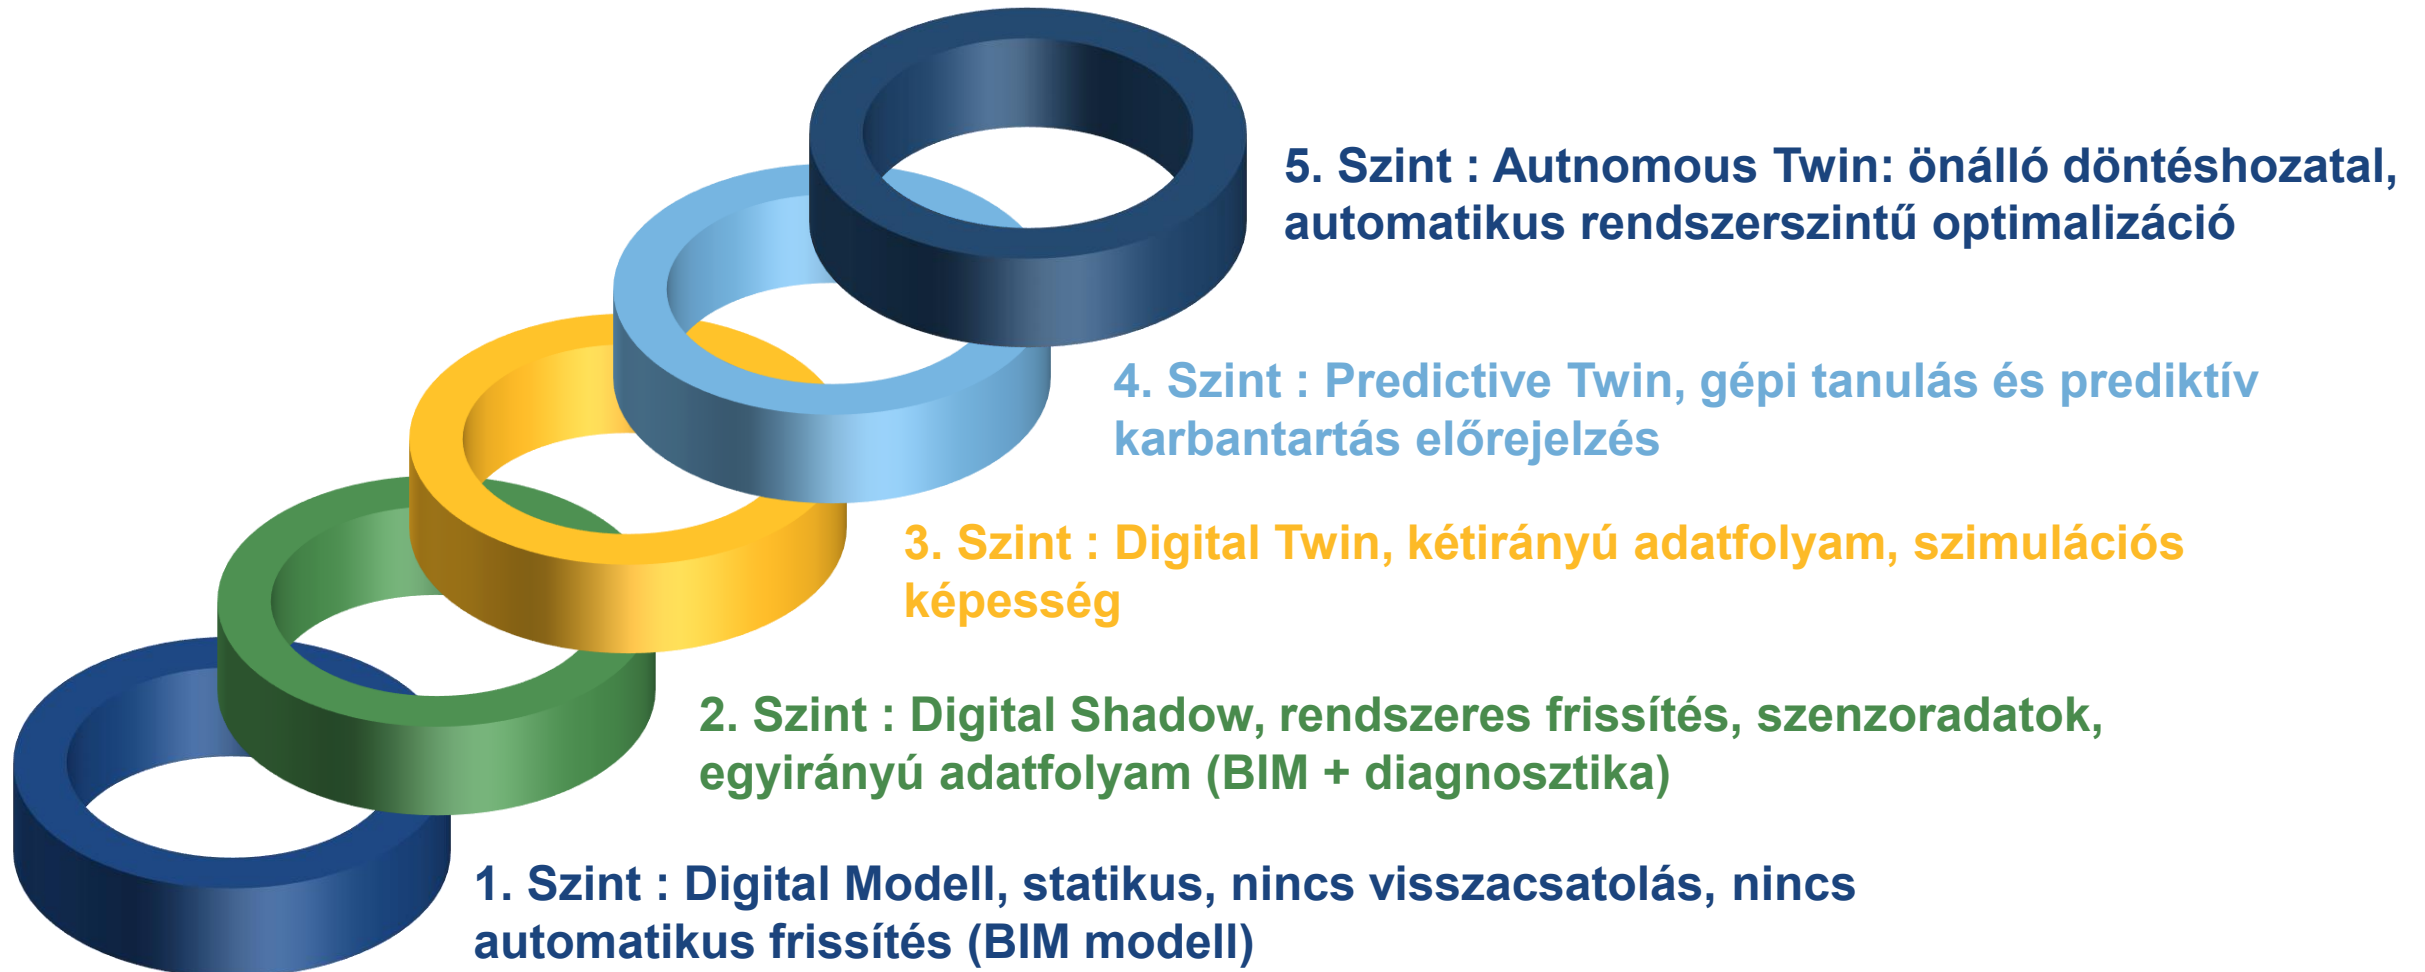 5. Szint : Autnomous Twin: önálló döntéshozatal,
automatikus rendszerszintű optimalizáció
4. Szint : Predictive Twin, gépi tanulás és prediktív
karbantartás előrejelzés
3. Szint : Digital Twin, kétirányú adatfolyam, szimulációs
képesség
2. Szint : Digital Shadow, rendszeres frissítés, szenzoradatok,
egyirányú adatfolyam (BIM + diagnosztika)
1. Szint : Digital Modell, statikus, nincs visszacsatolás, nincs
automatikus frissítés (BIM modell)